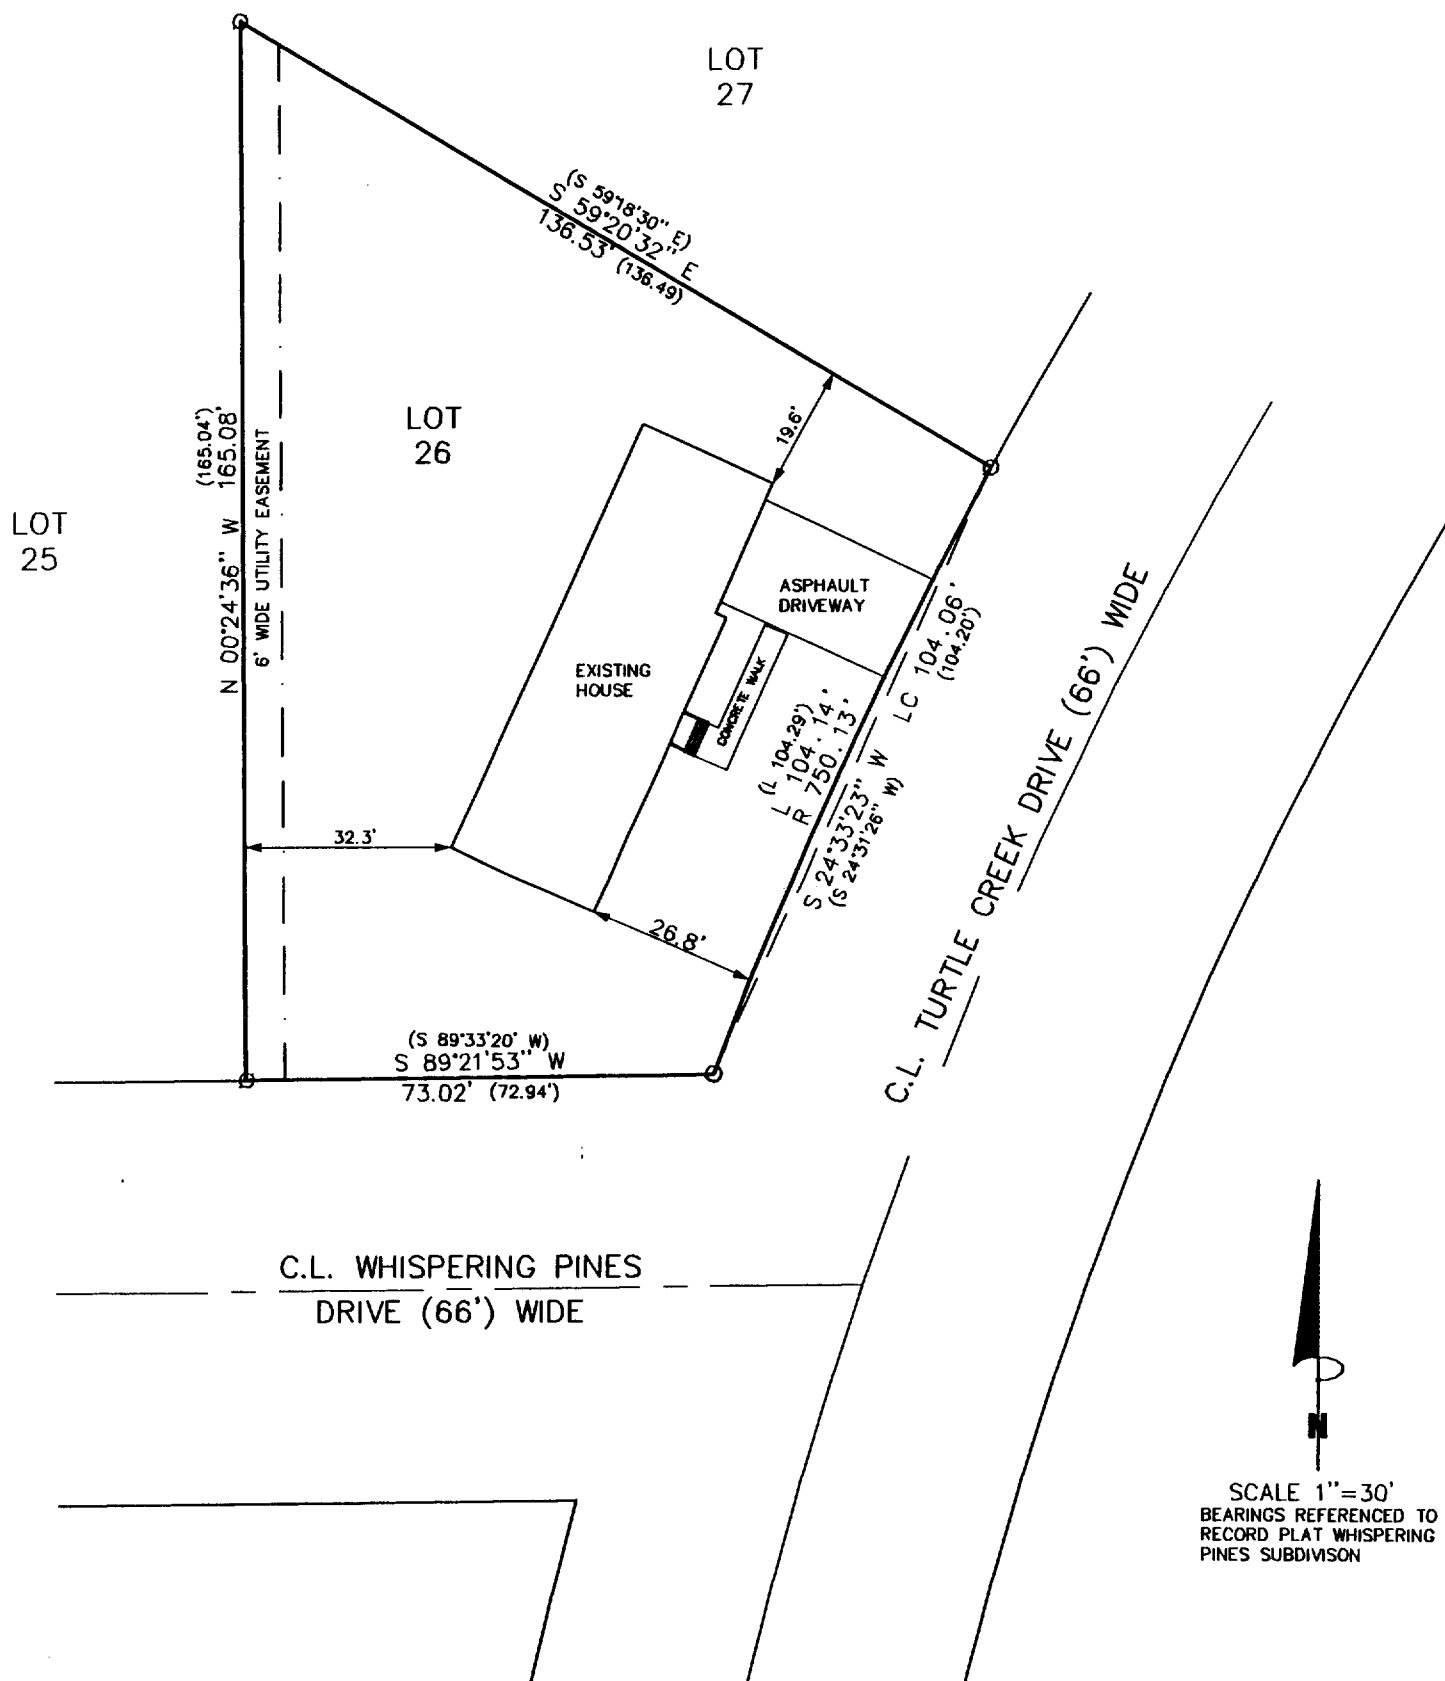 LOT
27
(S 59°18'30" E)
S 59°20'32" E
136.53' (136.49)
LOT
26
19.6'
(165.04')
N 00°24'36" W 165.08'
6' WIDE UTILITY EASEMENT
LOT
25
ASPHAULT
DRIVEWAY
EXISTING
HOUSE
CONCRETE WALK
(L 104.29')
L 104.14'
R 750.13'
S 24°33'23" W LC 104.06'
(S 24°31'26" W) (104.20')
C.L. TURTLE CREEK DRIVE (66') WIDE
32.3'
26.8'
(S 89°33'20' W)
S 89°21'53" W
73.02' (72.94')
C.L. WHISPERING PINES
DRIVE (66') WIDE
N
SCALE 1"=30'
BEARINGS REFERENCED TO
RECORD PLAT WHISPERING
PINES SUBDIVISON